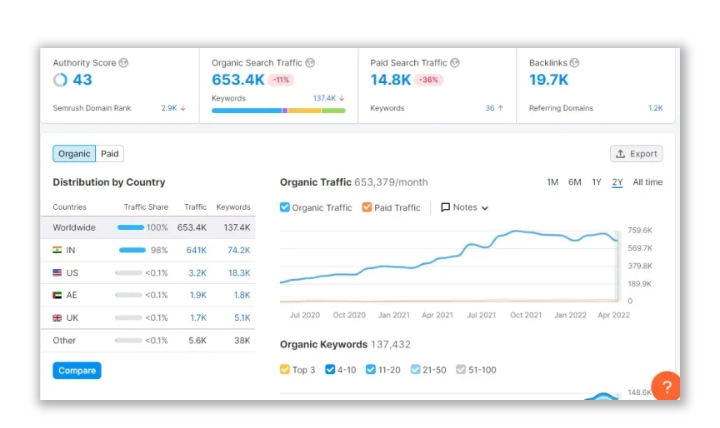 Authority Score
Organic Search Traffic
Paid Search Traffic
Backlinks
43
653.4K -11%
14.8K -36%
19.7K
Semrush Domain Rank 2.9K ↓
Keywords 137.4K ↓
Keywords 36 ↑
Referring Domains 1.2K
Organic Paid
Export
Distribution by Country
Countries Traffic Share Traffic Keywords
Worldwide 100% 653.4K 137.4K
IN 98% 641K 74.2K
US <0.1% 3.2K 18.3K
AE <0.1% 1.9K 1.8K
UK <0.1% 1.7K 5.1K
Other <0.1% 5.6K 38K
Compare
Organic Traffic 653,379/month
1M 6M 1Y 2Y All time
Organic Traffic Paid Traffic Notes
759.6K
569.7K
379.8K
189.9K
0
Jul 2020 Oct 2020 Jan 2021 Apr 2021 Jul 2021 Oct 2021 Jan 2022 Apr 2022
Organic Keywords 137,432
Top 3 4-10 11-20 21-50 51-100
148.6K
?